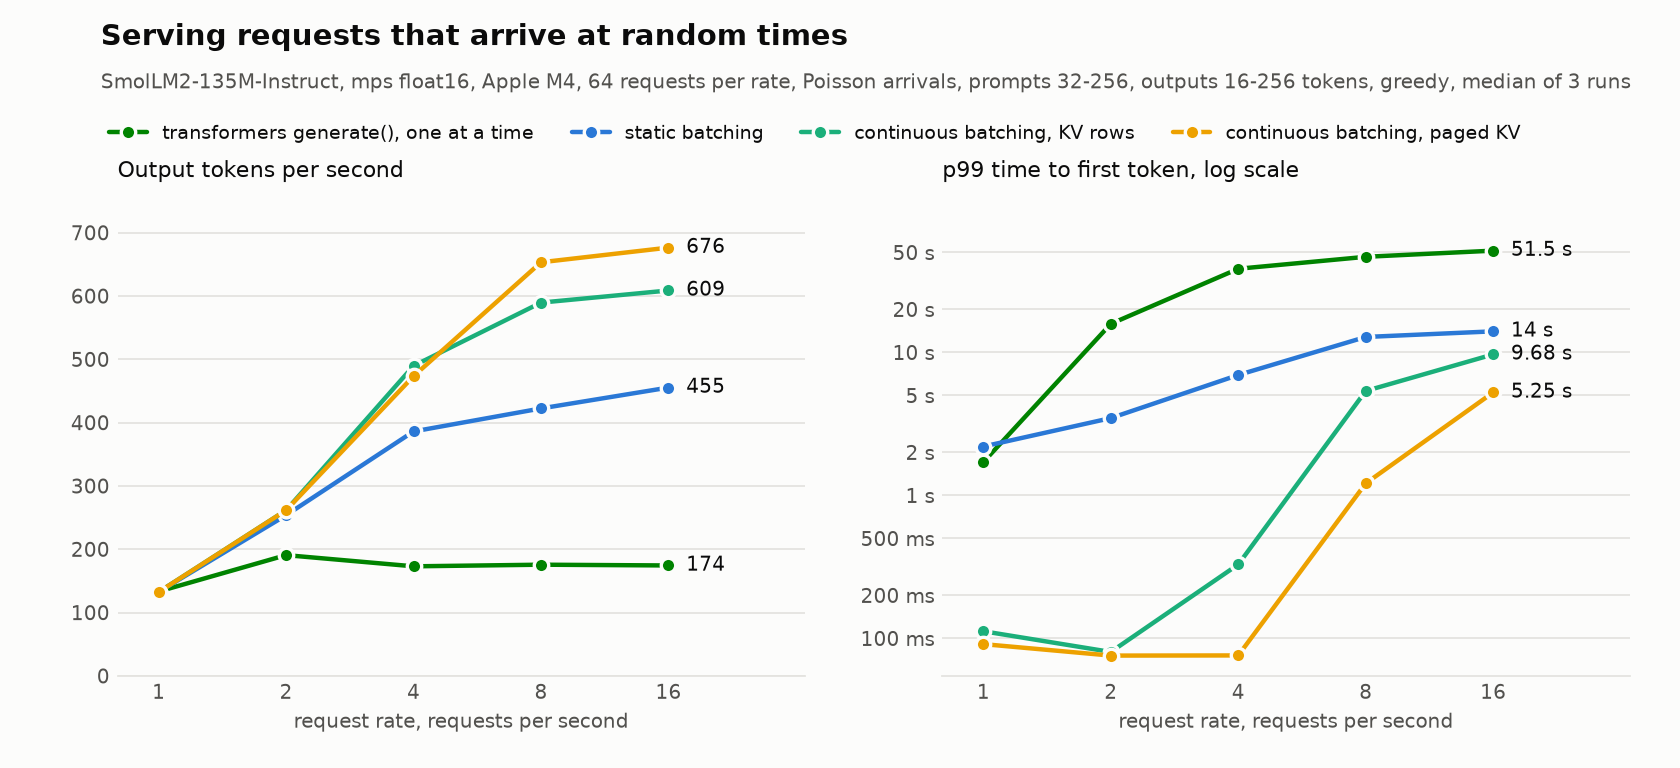 Serving requests that arrive at random times
SmolLM2-135M-Instruct, mps float16, Apple M4, 64 requests per rate, Poisson arrivals, prompts 32-256, outputs 16-256 tokens, greedy, median of 3 runs
transformers generate(), one at a time static batching continuous batching, KV rows continuous batching, paged KV
Output tokens per second
700
600
500
400
300
200
100
0
676
609
455
174
1 2 4 8 16
request rate, requests per second
p99 time to first token, log scale
50 s
20 s
10 s
5 s
2 s
1 s
500 ms
200 ms
100 ms
51.5 s
14 s
9.68 s
5.25 s
1 2 4 8 16
request rate, requests per second